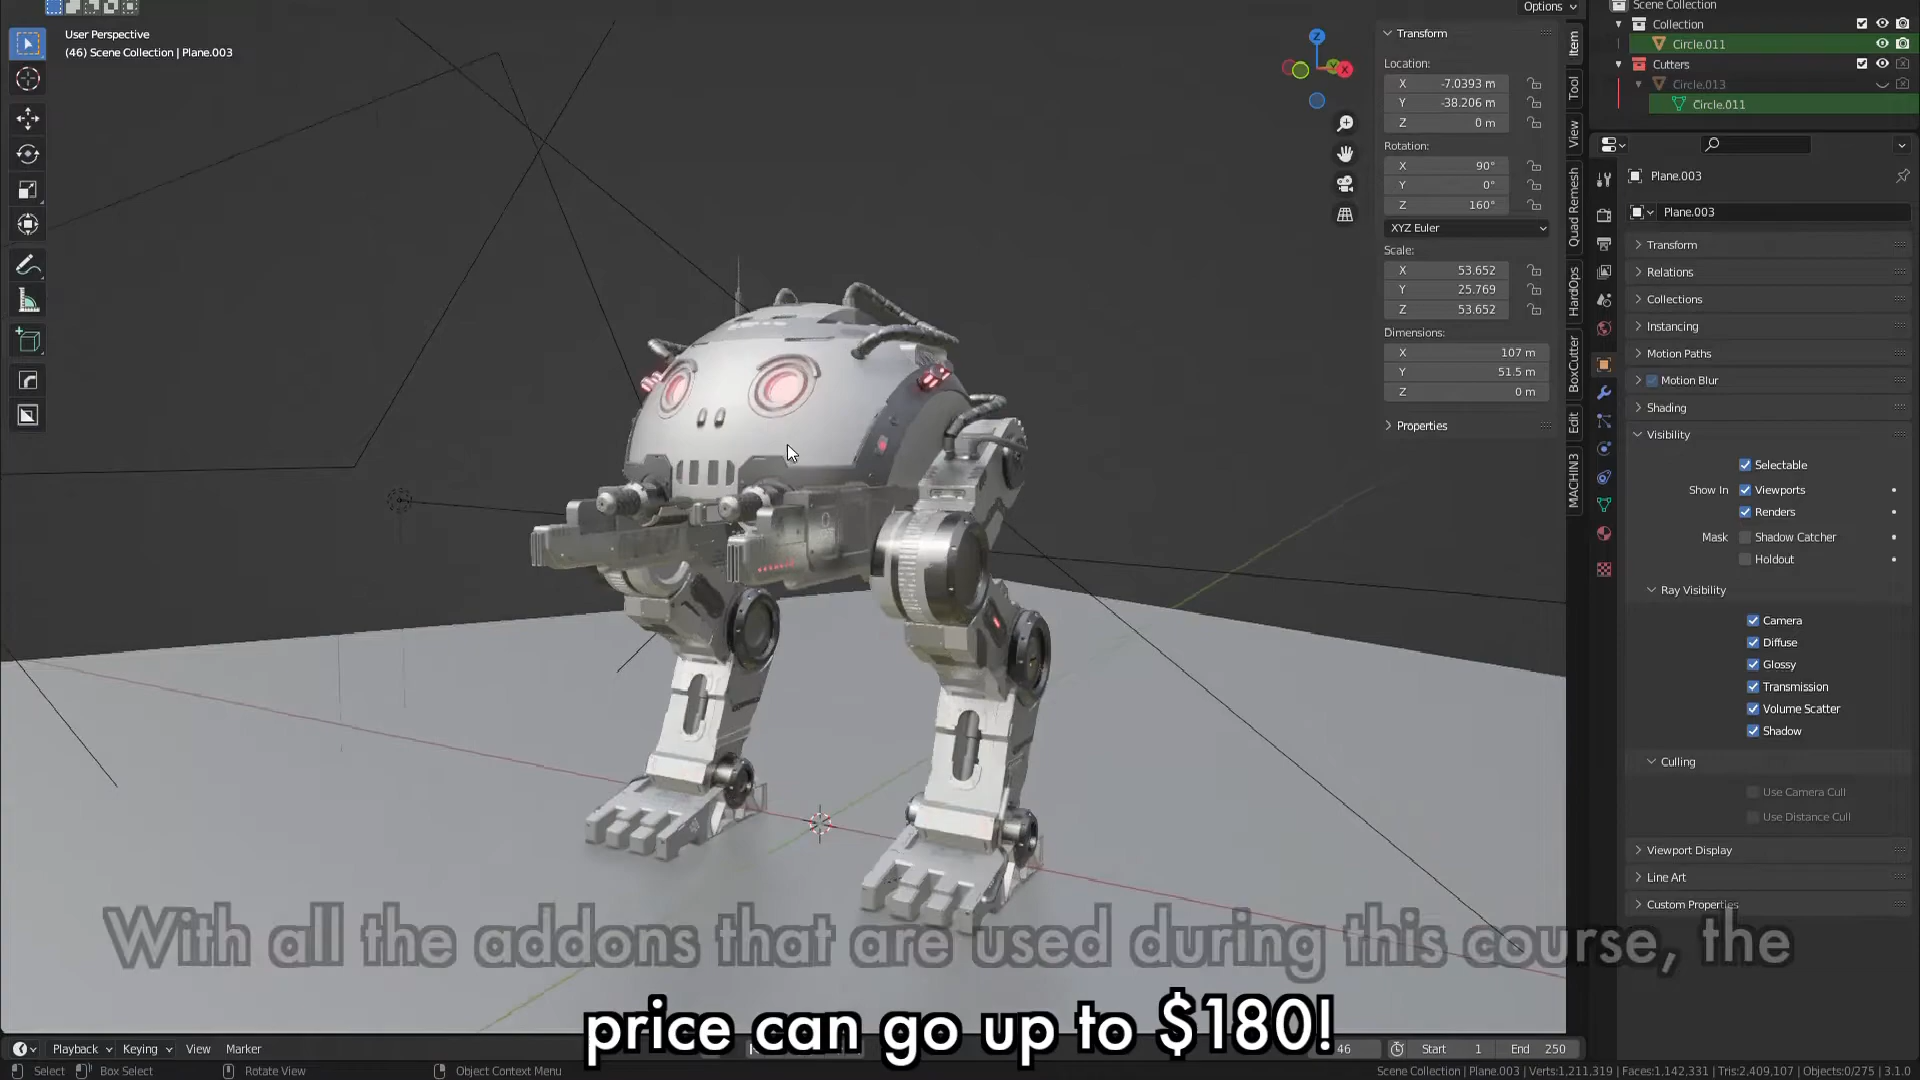 Options
User Perspective
(46) Scene Collection | Plane.003
Z
Y
X
Transform
Location:
X -7.0393 m
Y -38.206 m
Z 0 m
Rotation:
X 90°
Y 0°
Z 160°
XYZ Euler
Scale:
X 53.652
Y 25.769
Z 53.652
Dimensions:
X 107 m
Y 51.5 m
Z 0 m
Properties
Item
Tool
View
Quad Remesh
HardOps
BoxCutter
Edit
MACHIN3
Scene Collection
Collection
Circle.011
Cutters
Circle.013
Circle.011
Plane.003
Plane.003
Transform
Relations
Collections
Instancing
Motion Paths
Motion Blur
Shading
Visibility
Selectable
Show In Viewports
Renders
Mask Shadow Catcher
Holdout
Ray Visibility
Camera
Diffuse
Glossy
Transmission
Volume Scatter
Shadow
Culling
Use Camera Cull
Use Distance Cull
Viewport Display
Line Art
Custom Properties
With all the addons that are used during this course, the
price can go up to $180!
Playback Keying View Marker
46 Start 1 End 250
Select Box Select Rotate View Object Context Menu
Scene Collection | Plane.003 | Verts:1,211,319 | Faces:1,142,331 | Tris:2,409,107 | Objects:0/275 | 3.1.0